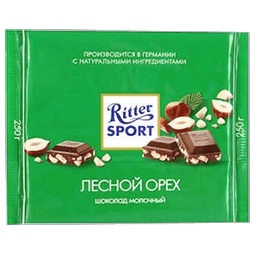 ПРОИЗВОДИТСЯ В ГЕРМАНИИ
С НАТУРАЛЬНЫМИ ИНГРЕДИЕНТАМИ
Ritter
SPORT
250г
250г
ЛЕСНОЙ ОРЕХ
ШОКОЛАД МОЛОЧНЫЙ